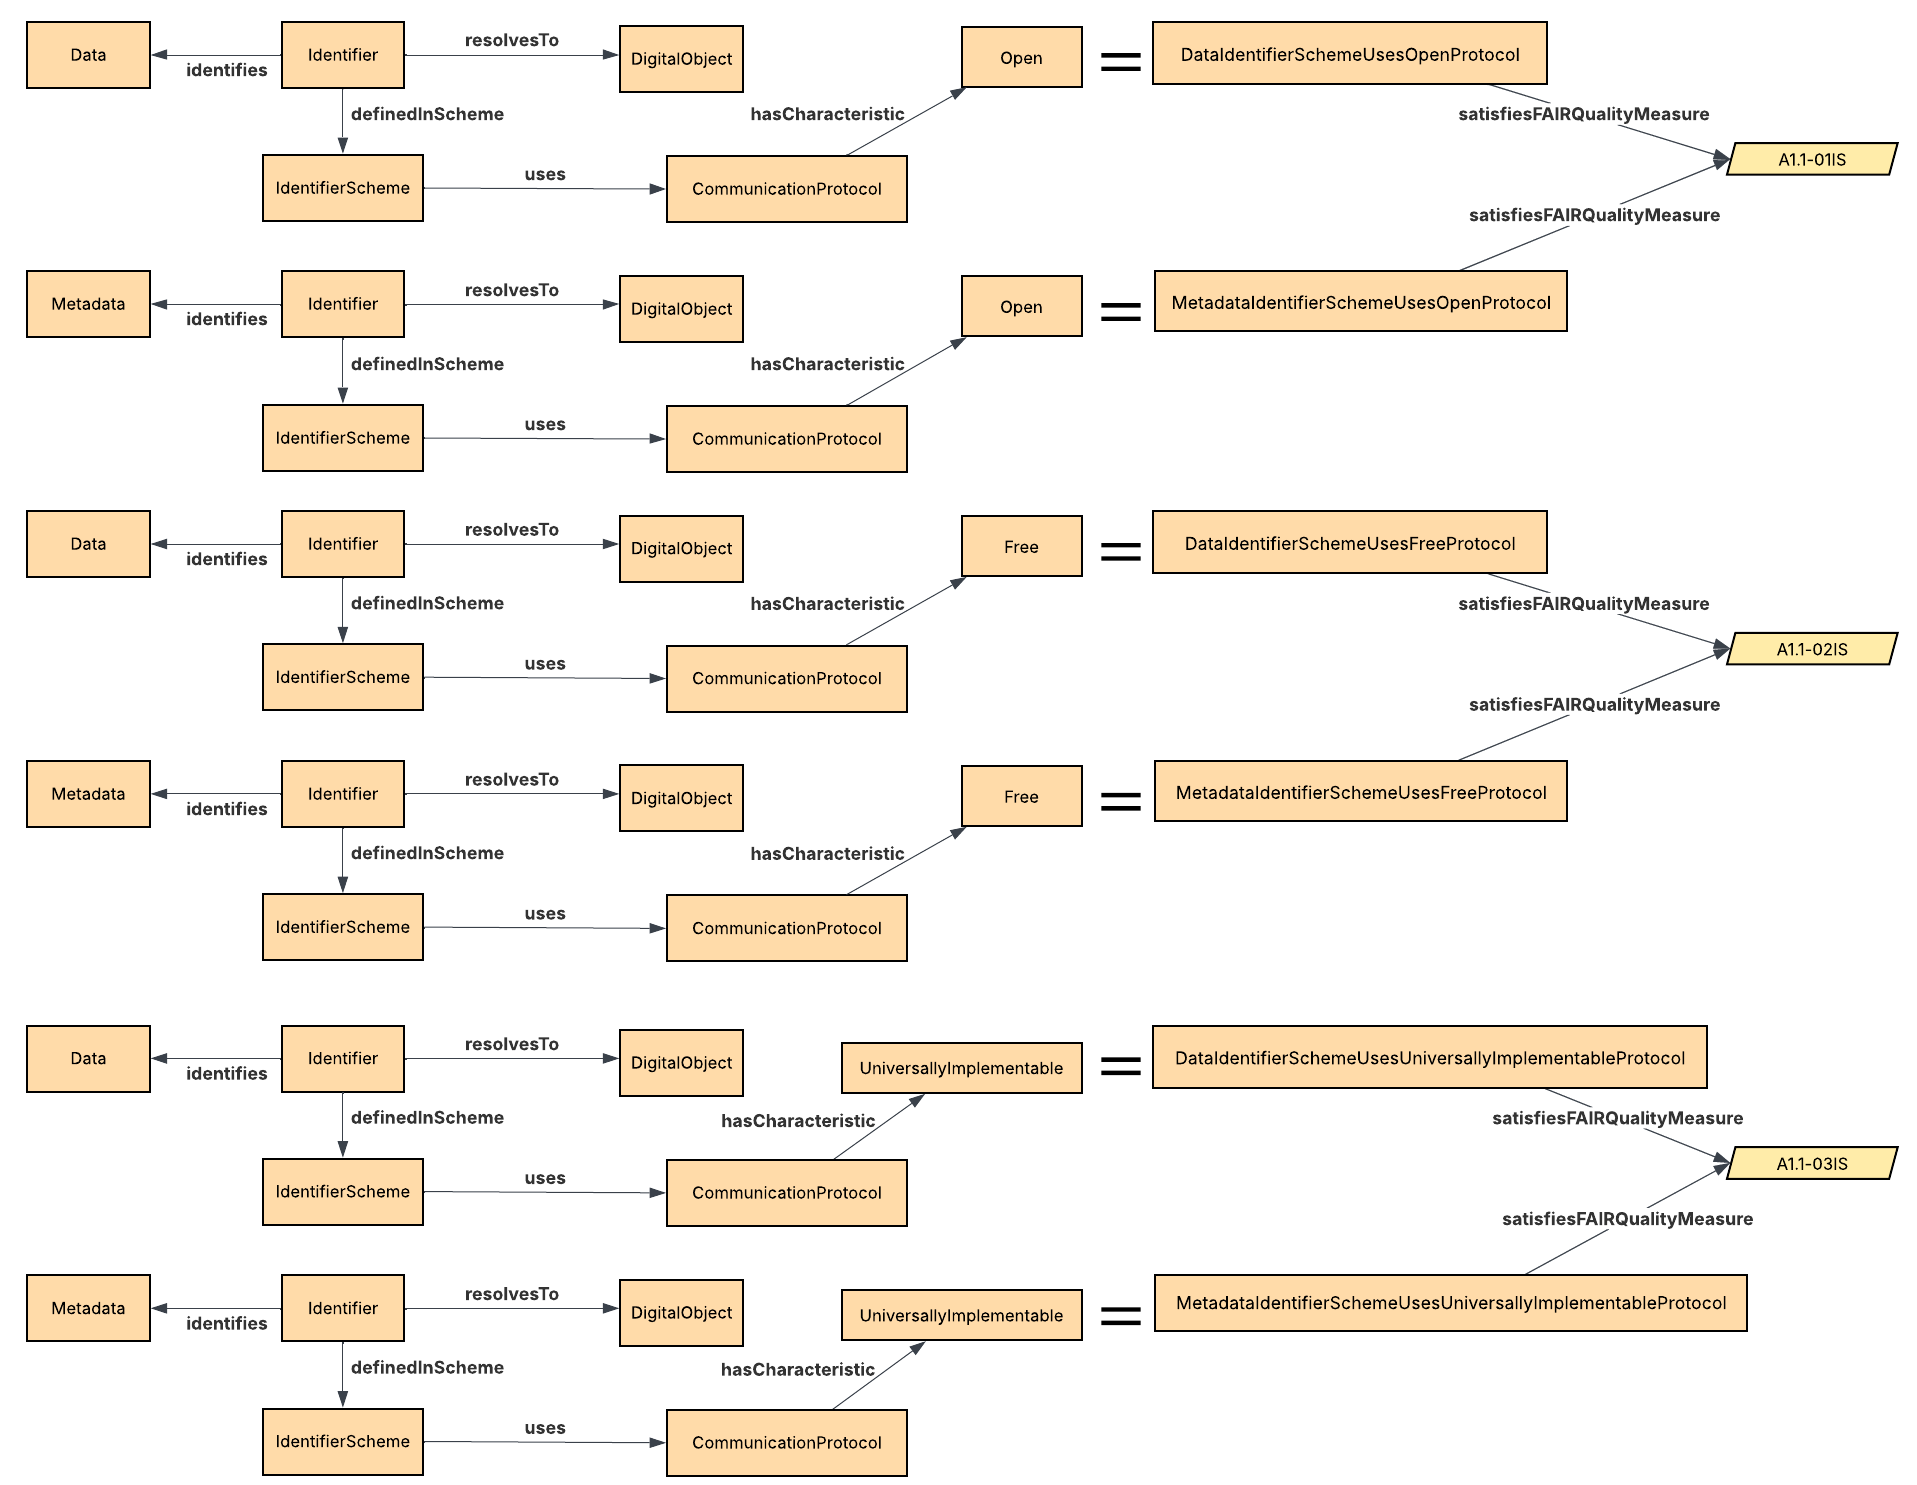 Data
identifies
Identifier
resolvesTo
DigitalObject
Open
=
DataIdentifierSchemeUsesOpenProtocol
definedInScheme
hasCharacteristic
satisfiesFAIRQualityMeasure
A1.1-01IS
IdentifierScheme
uses
CommunicationProtocol
satisfiesFAIRQualityMeasure
Metadata
identifies
Identifier
resolvesTo
DigitalObject
Open
=
MetadataIdentifierSchemeUsesOpenProtocol
definedInScheme
hasCharacteristic
IdentifierScheme
uses
CommunicationProtocol
Data
identifies
Identifier
resolvesTo
DigitalObject
Free
=
DataIdentifierSchemeUsesFreeProtocol
definedInScheme
hasCharacteristic
satisfiesFAIRQualityMeasure
A1.1-02IS
IdentifierScheme
uses
CommunicationProtocol
satisfiesFAIRQualityMeasure
Metadata
identifies
Identifier
resolvesTo
DigitalObject
Free
=
MetadataIdentifierSchemeUsesFreeProtocol
definedInScheme
hasCharacteristic
IdentifierScheme
uses
CommunicationProtocol
Data
identifies
Identifier
resolvesTo
DigitalObject
UniversallyImplementable
=
DataIdentifierSchemeUsesUniversallyImplementableProtocol
definedInScheme
hasCharacteristic
satisfiesFAIRQualityMeasure
A1.1-03IS
IdentifierScheme
uses
CommunicationProtocol
satisfiesFAIRQualityMeasure
Metadata
identifies
Identifier
resolvesTo
DigitalObject
UniversallyImplementable
=
MetadataIdentifierSchemeUsesUniversallyImplementableProtocol
definedInScheme
hasCharacteristic
IdentifierScheme
uses
CommunicationProtocol